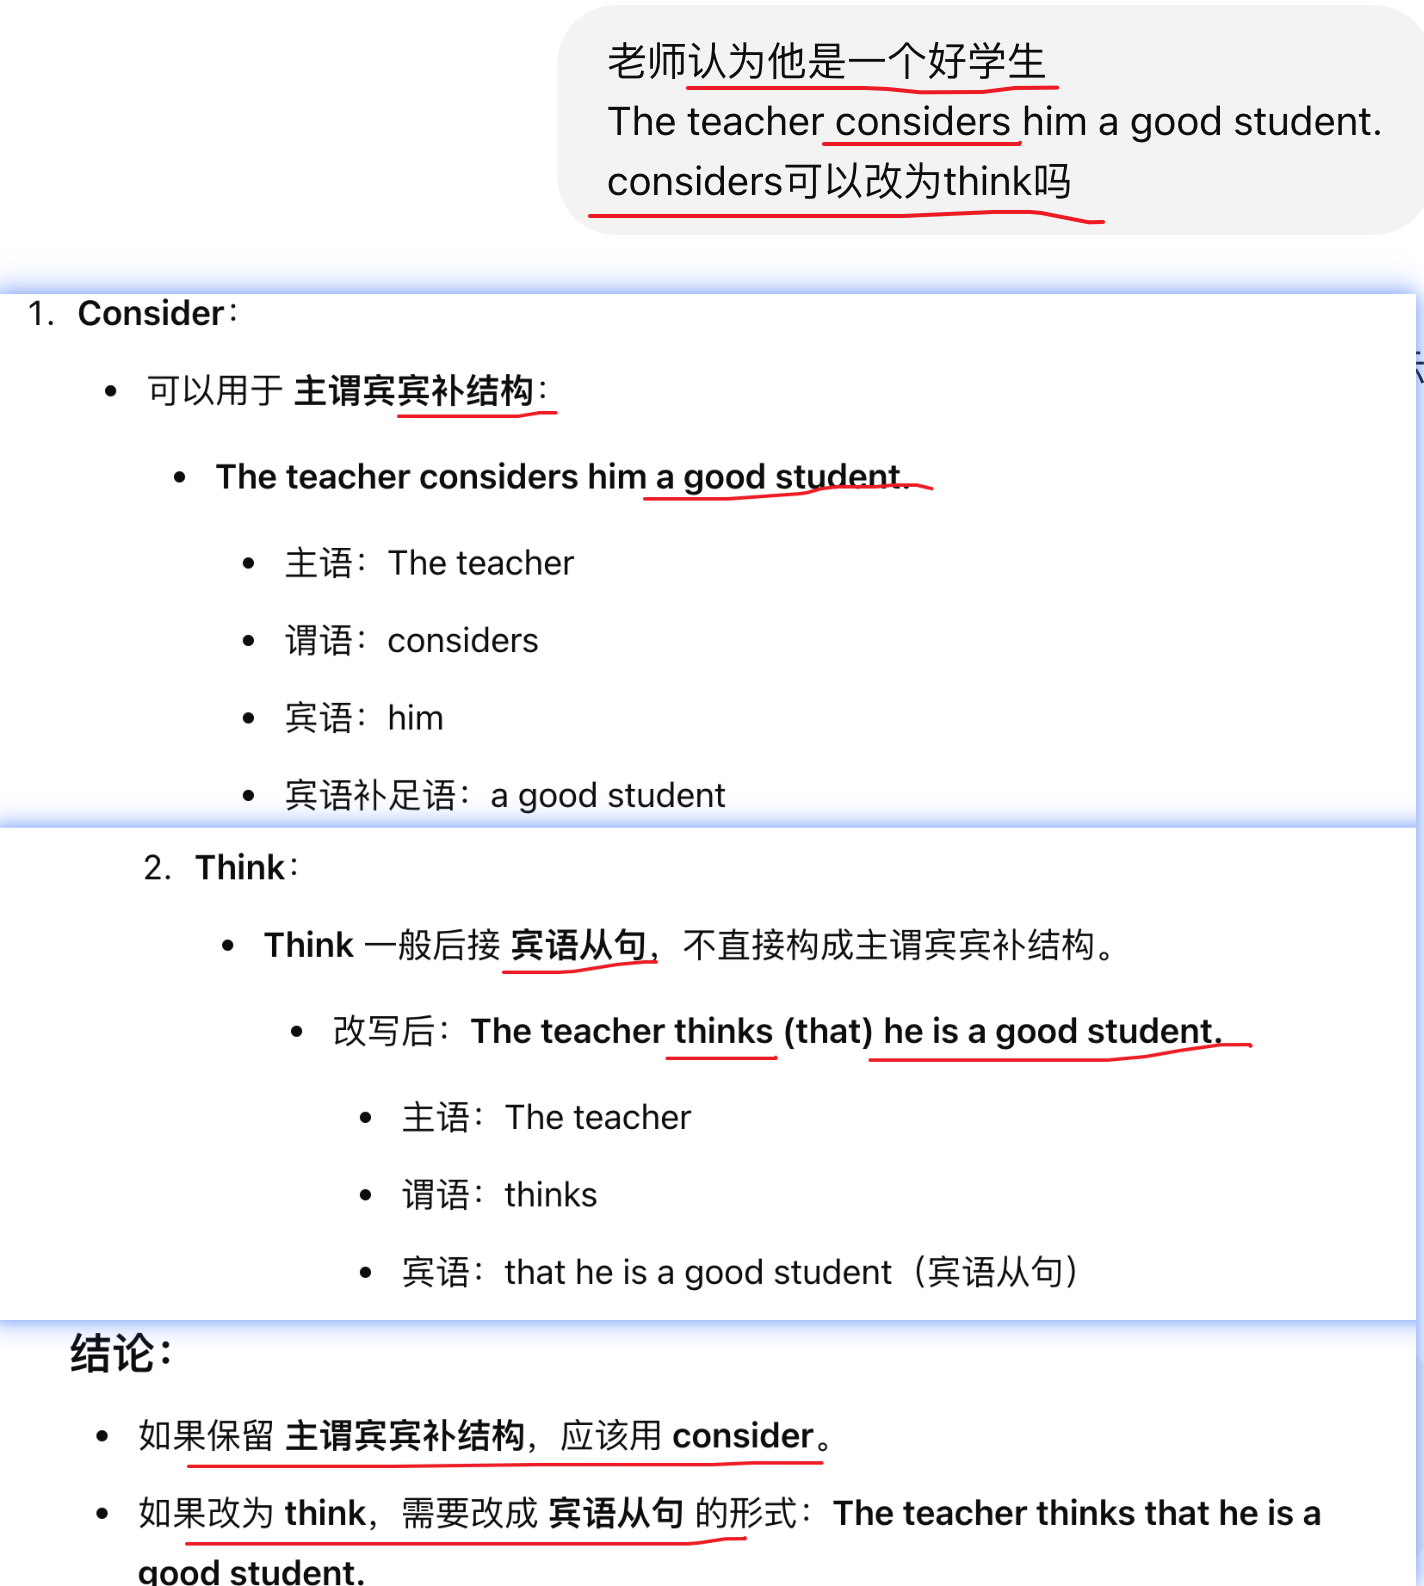 老师认为他是一个好学生
The teacher considers him a good student.
considers可以改为think吗
1. Consider：
• 可以用于 主谓宾宾补结构：
• The teacher considers him a good student.
• 主语：The teacher
• 谓语：considers
• 宾语：him
• 宾语补足语：a good student
2. Think：
• Think 一般后接 宾语从句，不直接构成主谓宾宾补结构。
• 改写后：The teacher thinks (that) he is a good student.
• 主语：The teacher
• 谓语：thinks
• 宾语：that he is a good student（宾语从句）
结论：
• 如果保留 主谓宾宾补结构，应该用 consider。
• 如果改为 think，需要改成 宾语从句 的形式：The teacher thinks that he is a
good student.